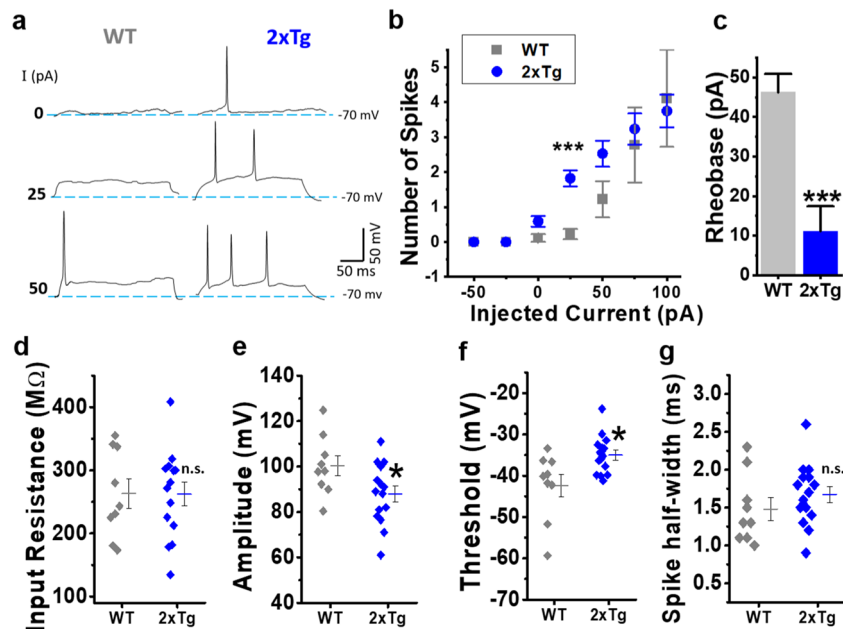 a
WT
2xTg
I (pA)
0
-70 mV
25
-70 mV
50
-70 mv
50 mV
50 ms
b
WT
2xTg
Number of Spikes
5
4
3
2
1
0
-1
***
-50
0
50
100
Injected Current (pA)
c
Rheobase (pA)
50
40
30
20
10
0
***
WT
2xTg
d
Input Resistance (MΩ)
400
300
200
100
n.s.
WT
2xTg
e
Amplitude (mV)
140
120
100
80
60
40
*
WT
2xTg
f
Threshold (mV)
-20
-30
-40
-50
-60
-70
*
WT
2xTg
g
Spike half-width (ms)
3.0
2.5
2.0
1.5
1.0
0.5
n.s.
WT
2xTg